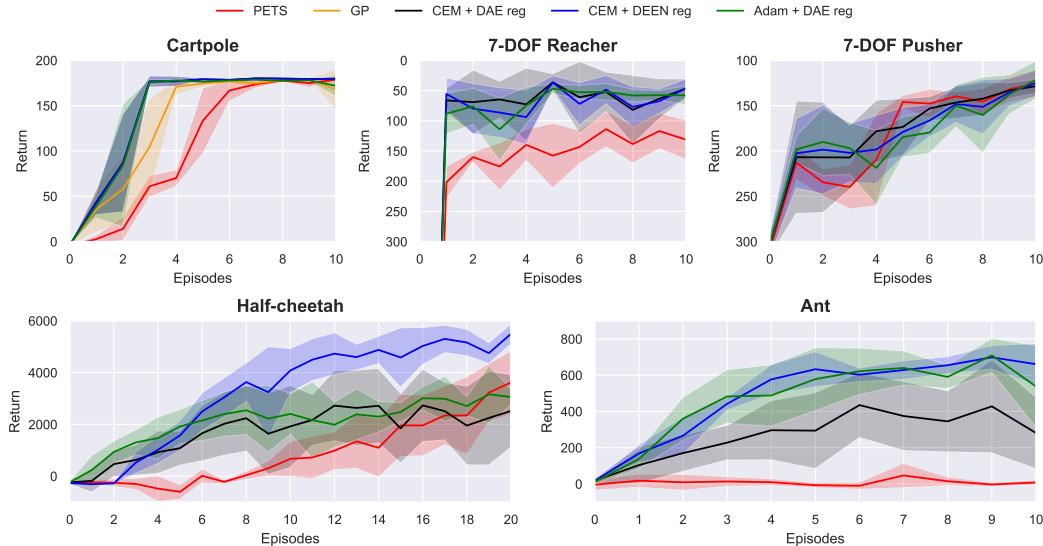 PETS GP CEM + DAE reg CEM + DEEN reg Adam + DAE reg
Cartpole
200
150
100
50
0
Return
0 2 4 6 8 10
Episodes
7-DOF Reacher
0
50
100
150
200
250
300
Return
0 2 4 6 8 10
Episodes
7-DOF Pusher
100
150
200
250
300
Return
0 2 4 6 8 10
Episodes
Half-cheetah
6000
4000
2000
0
Return
0 2 4 6 8 10 12 14 16 18 20
Episodes
Ant
800
600
400
200
0
Return
0 1 2 3 4 5 6 7 8 9 10
Episodes